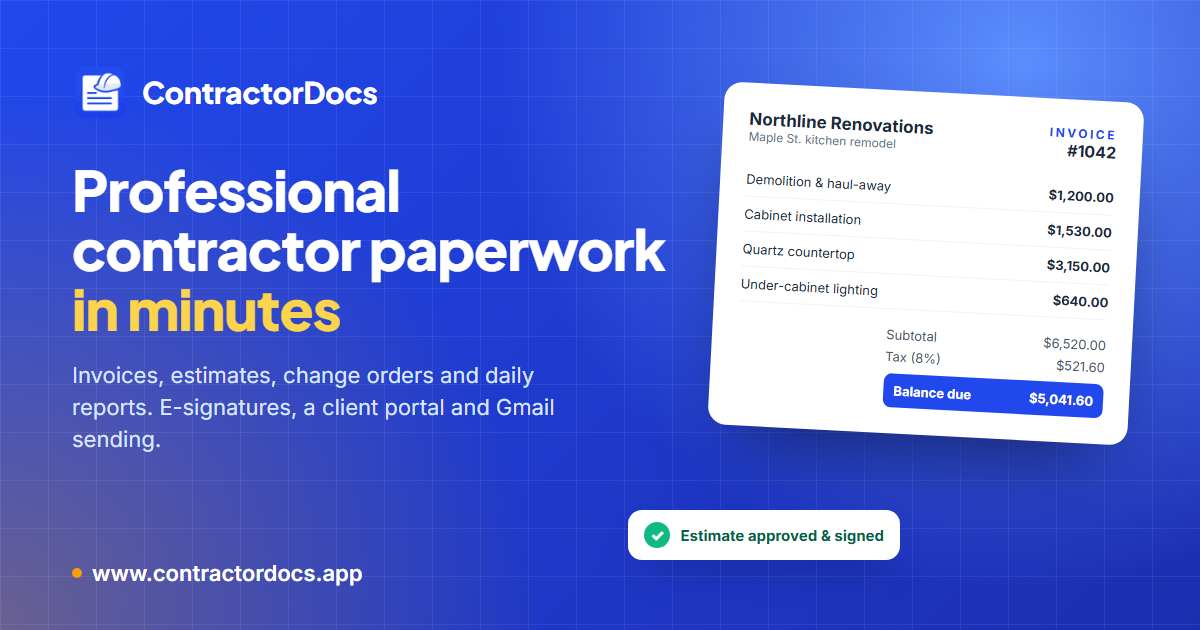 ContractorDocs
Professional
contractor paperwork
in minutes
Invoices, estimates, change orders and daily
reports. E-signatures, a client portal and Gmail
sending.
www.contractordocs.app
Northline Renovations
Maple St. kitchen remodel
INVOICE
#1042
Demolition & haul-away $1,200.00
Cabinet installation $1,530.00
Quartz countertop $3,150.00
Under-cabinet lighting $640.00
Subtotal $6,520.00
Tax (8%) $521.60
Balance due $5,041.60
Estimate approved & signed